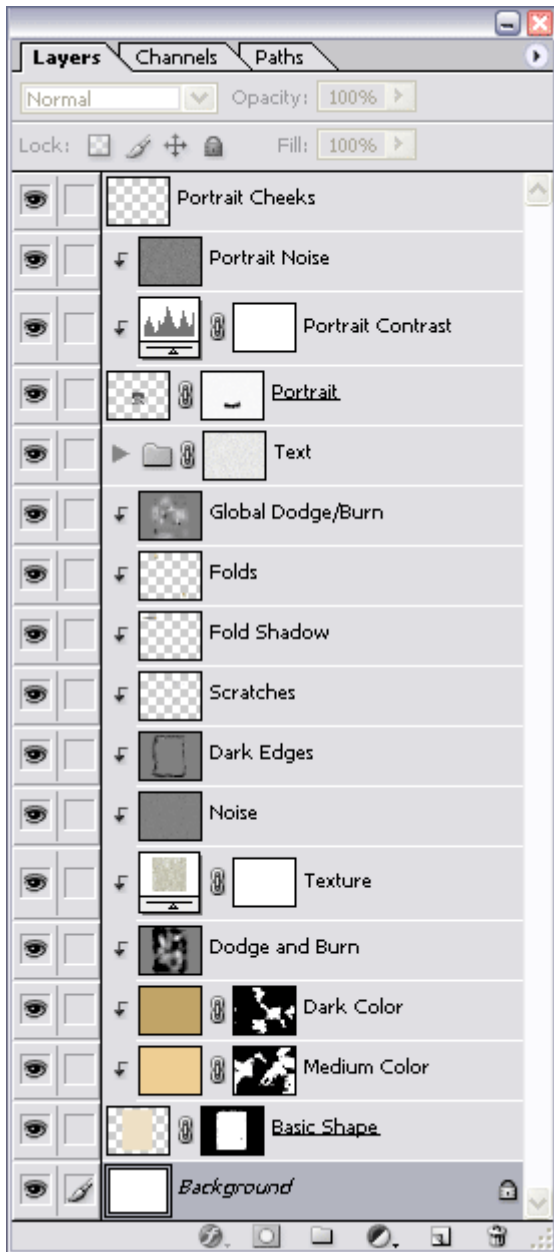 Layers Channels Paths
Normal Opacity: 100%
Lock: Fill: 100%
Portrait Cheeks
Portrait Noise
Portrait Contrast
Portrait
Text
Global Dodge/Burn
Folds
Fold Shadow
Scratches
Dark Edges
Noise
Texture
Dodge and Burn
Dark Color
Medium Color
Basic Shape
Background